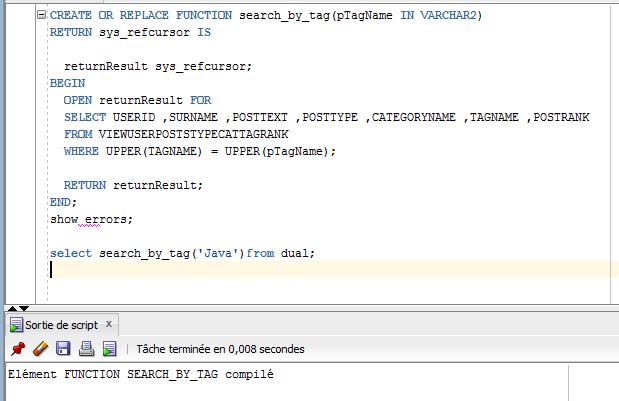 CREATE OR REPLACE FUNCTION search_by_tag(pTagName IN VARCHAR2)
RETURN sys_refcursor IS
returnResult sys_refcursor;
BEGIN
OPEN returnResult FOR
SELECT USERID ,SURNAME ,POSTTEXT ,POSTTYPE ,CATEGORYNAME ,TAGNAME ,POSTRANK
FROM VIEWUSERPOSTSTYPECATTAGRANK
WHERE UPPER(TAGNAME) = UPPER(pTagName);
RETURN returnResult;
END;
show errors;
select search_by_tag('Java')from dual;
Sortie de script x
Tâche terminée en 0,008 secondes
Elément FUNCTION SEARCH_BY_TAG compilé